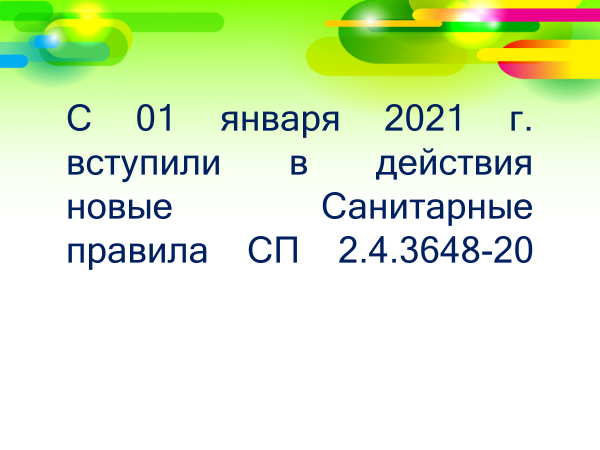 С 01 января 2021 г.
вступили в действия
новые Санитарные
правила СП 2.4.3648-20